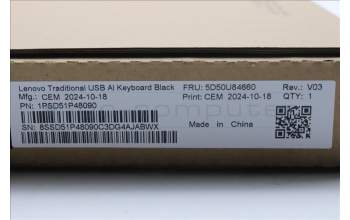 Lenovo Traditional USB AI Keyboard Black FRU: 5D50U84660 Rev.: V03
Mfg.: CEM 2024-10-18 Print: CEM 2024-10-18 QTY: 1
PN: 1PSD51P48090
SN: 8SSD51P48090C3DG4AJABWX Made in China